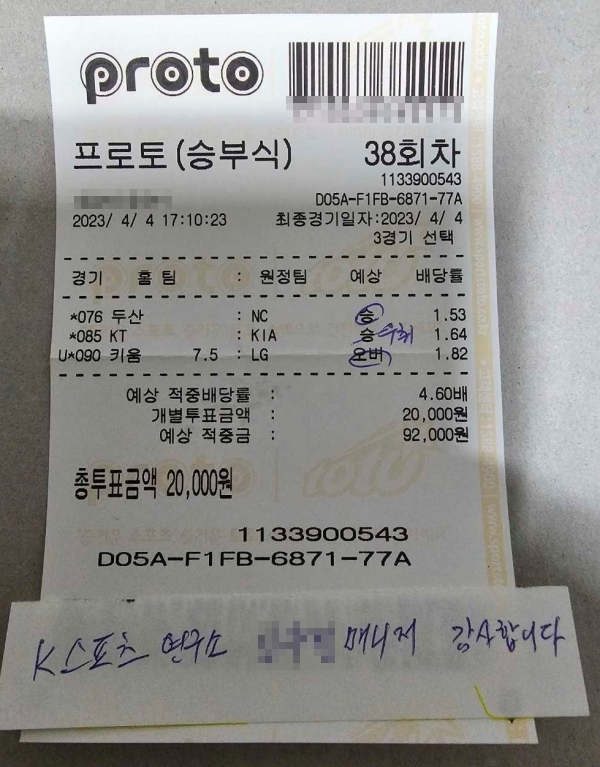 proto
프로토 (승부식) 38회차
1133900543
D05A-F1FB-6871-77A
2023/ 4/ 4 17:10:23 최종경기일자:2023/ 4/ 4
3경기 선택
경기 홈 팀 : 원정팀 예상 배당률
*076 두산 : NC 승 1.53
*085 KT : KIA 승 우취 1.64
U*090 키움 7.5 : LG 오버 1.82
예상 적중배당률 : 4.60배
개별투표금액 : 20,000원
예상 적중금 : 92,000원
총투표금액 20,000원
1133900543
D05A-F1FB-6871-77A
K스포츠 연구소 매니저 감사합니다